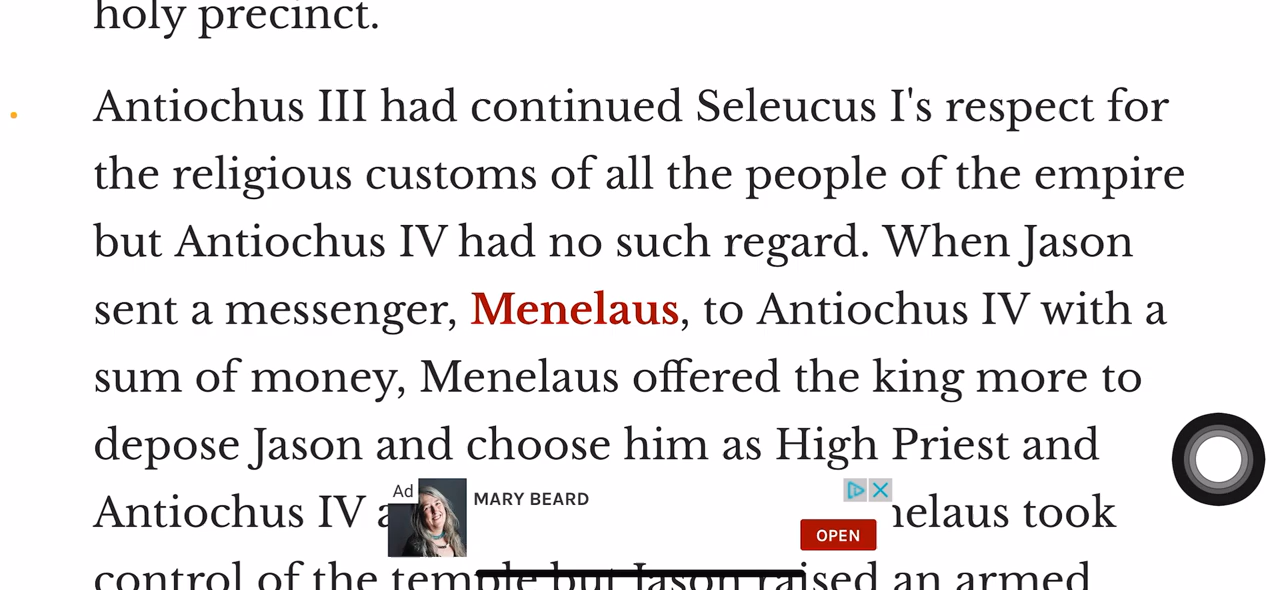 holy precinct.
Antiochus III had continued Seleucus I's respect for
the religious customs of all the people of the empire
but Antiochus IV had no such regard. When Jason
sent a messenger, Menelaus, to Antiochus IV with a
sum of money, Menelaus offered the king more to
depose Jason and choose him as High Priest and
Antiochus IV
took
Ad
MARY BEARD
OPEN
control of the temple but Jason raised an armed